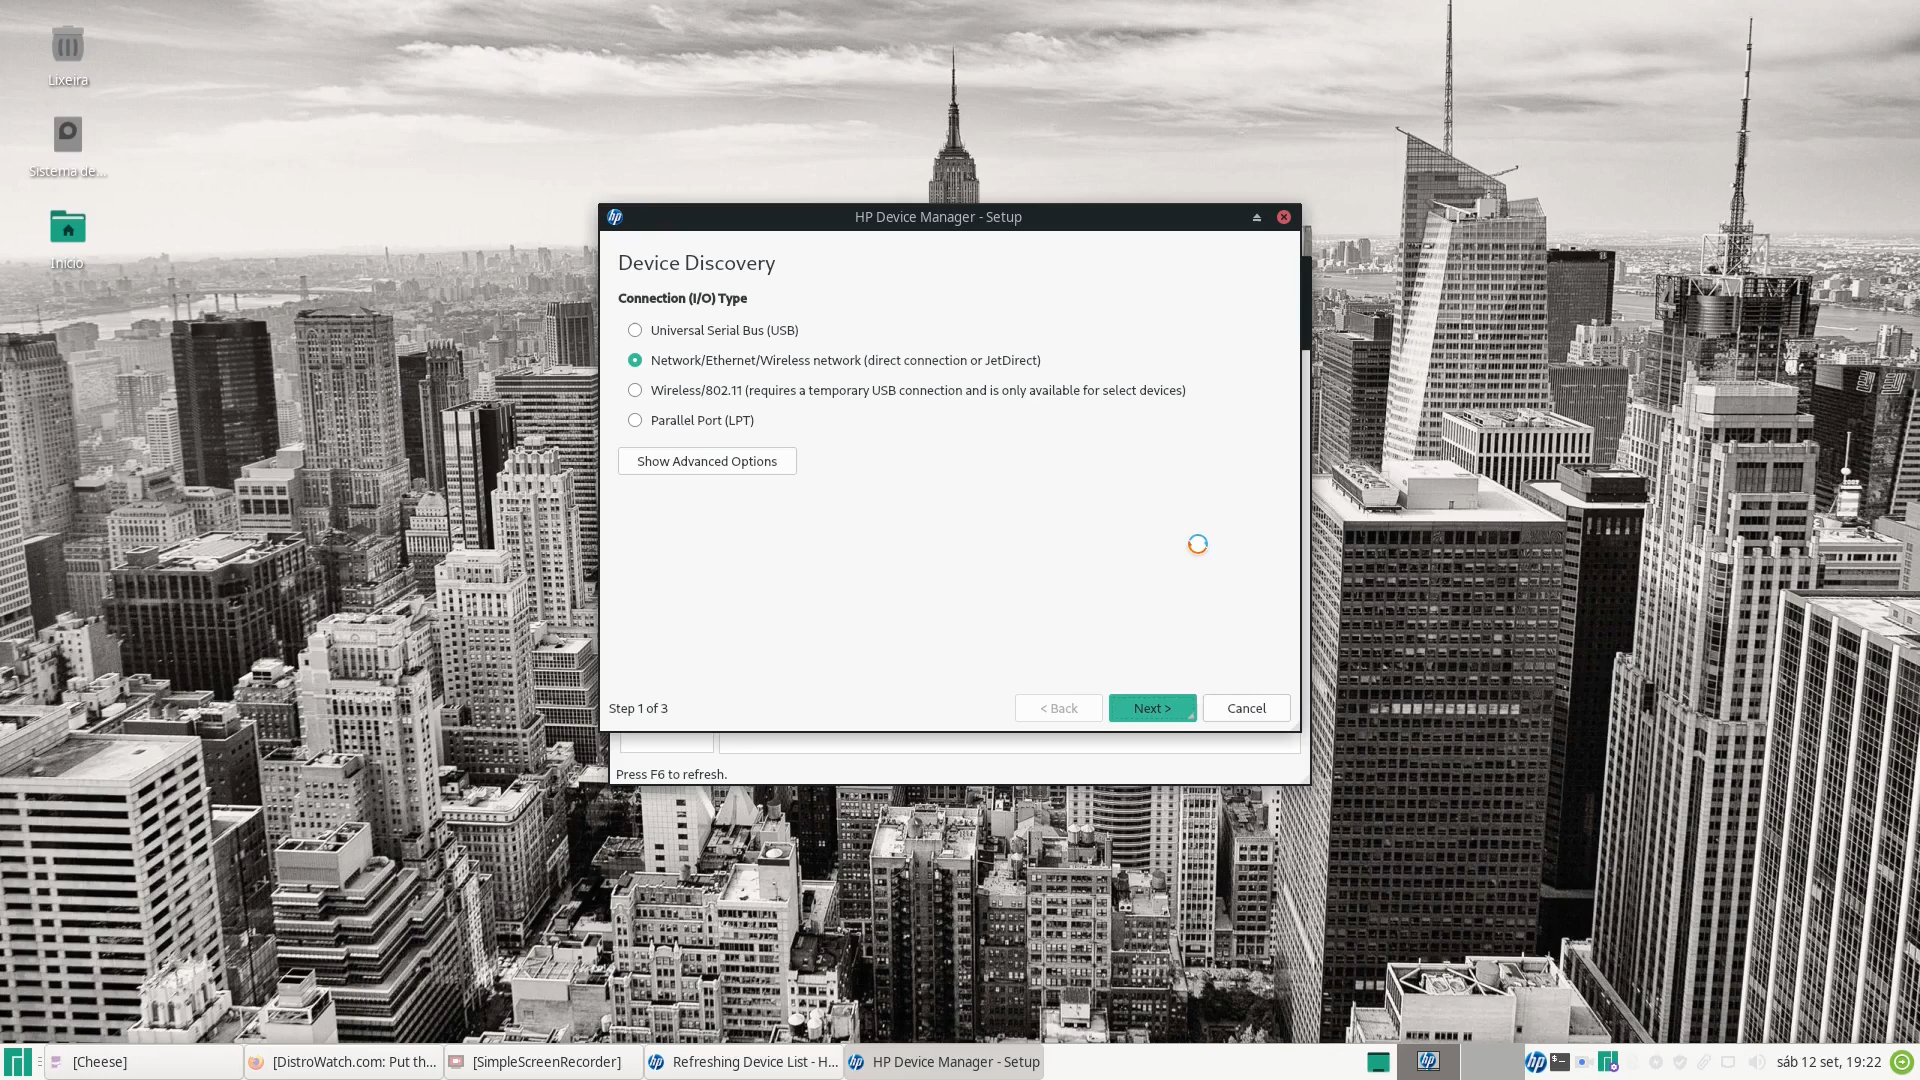 Lixeira
Sistema de...
Início
HP Device Manager - Setup
Device Discovery
Connection (I/O) Type
Universal Serial Bus (USB)
Network/Ethernet/Wireless network (direct connection or JetDirect)
Wireless/802.11 (requires a temporary USB connection and is only available for select devices)
Parallel Port (LPT)
Show Advanced Options
Step 1 of 3
< Back
Next >
Cancel
Press F6 to refresh.
[Cheese]
[DistroWatch.com: Put th...
[SimpleScreenRecorder]
Refreshing Device List - H...
HP Device Manager - Setup
sáb 12 set, 19:22